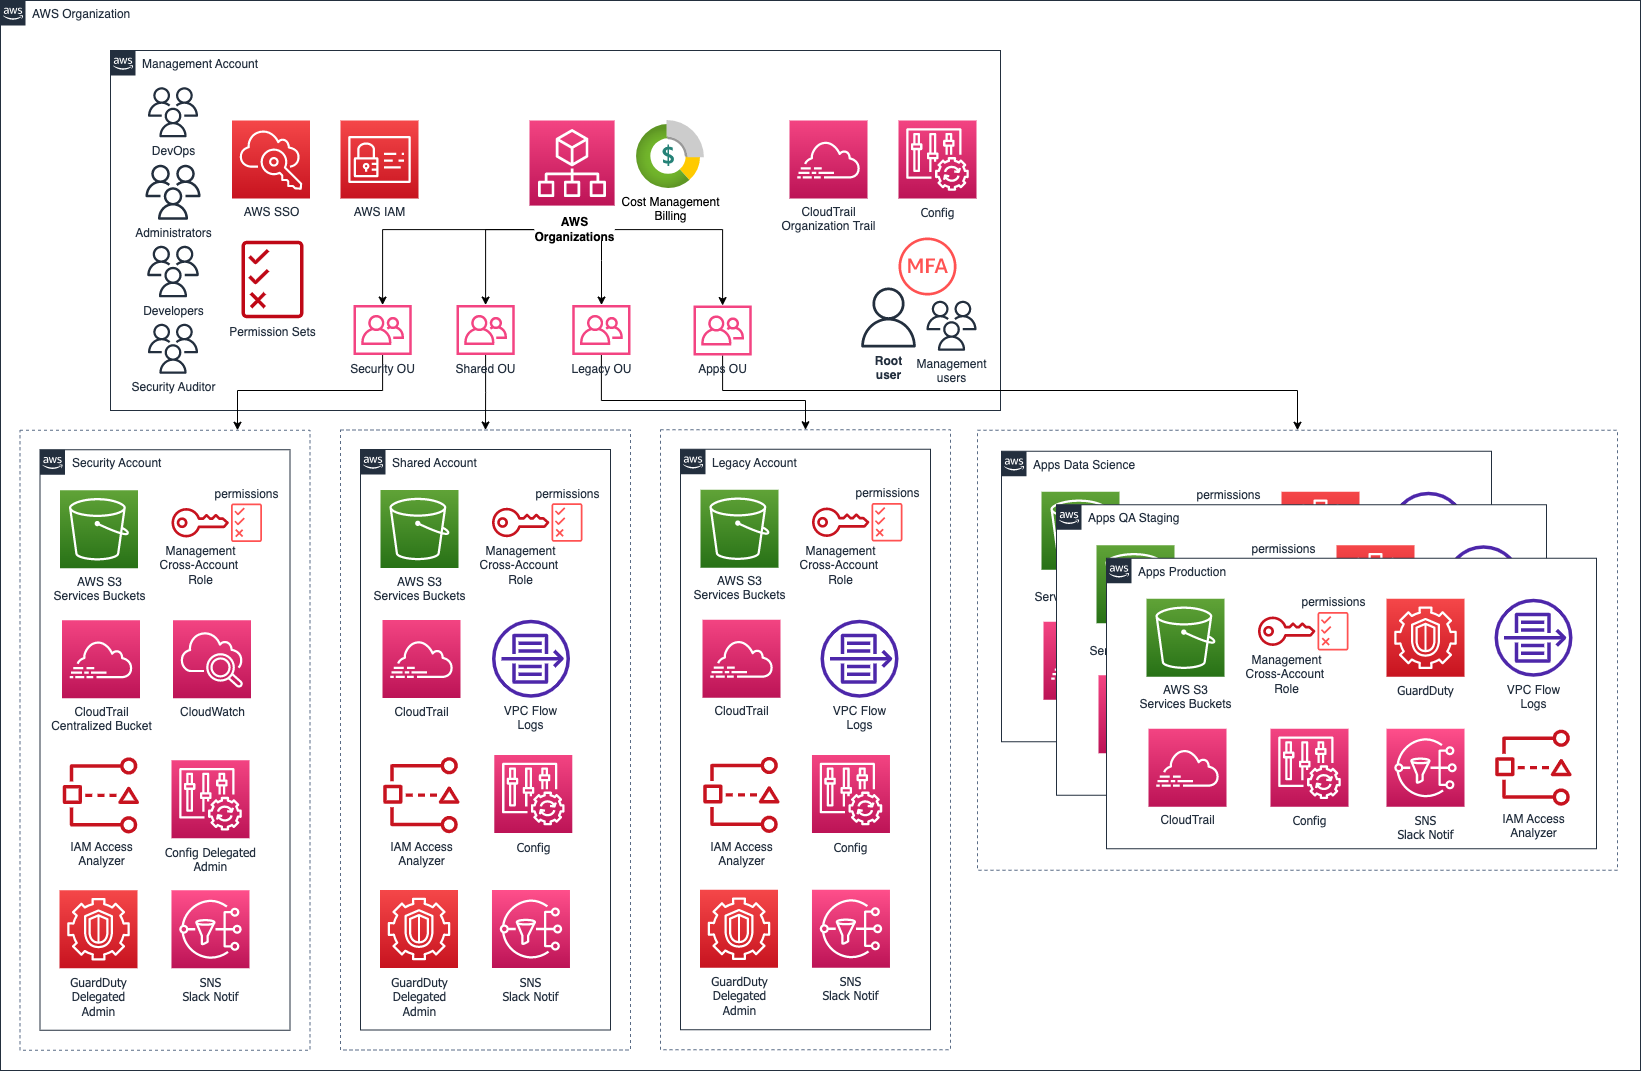 aws
AWS Organization
aws
Management Account
DevOps
Administrators
Developers
Security Auditor
AWS SSO
AWS IAM
Permission Sets
AWS
Organizations
$
Cost Management
Billing
CloudTrail
Organization Trail
Config
MFA
Root
user
Management
users
Security OU
Shared OU
Legacy OU
Apps OU
aws
Security Account
AWS S3
Services Buckets
permissions
Management
Cross-Account
Role
CloudTrail
Centralized Bucket
CloudWatch
IAM Access
Analyzer
Config Delegated
Admin
GuardDuty
Delegated
Admin
SNS
Slack Notif
aws
Shared Account
AWS S3
Services Buckets
permissions
Management
Cross-Account
Role
CloudTrail
VPC Flow
Logs
IAM Access
Analyzer
Config
GuardDuty
Delegated
Admin
SNS
Slack Notif
aws
Legacy Account
AWS S3
Services Buckets
permissions
Management
Cross-Account
Role
CloudTrail
VPC Flow
Logs
IAM Access
Analyzer
Config
GuardDuty
Delegated
Admin
SNS
Slack Notif
aws
Apps Data Science
permissions
aws
Apps QA Staging
permissions
aws
Apps Production
AWS S3
Services Buckets
permissions
Management
Cross-Account
Role
GuardDuty
VPC Flow
Logs
CloudTrail
Config
SNS
Slack Notif
IAM Access
Analyzer